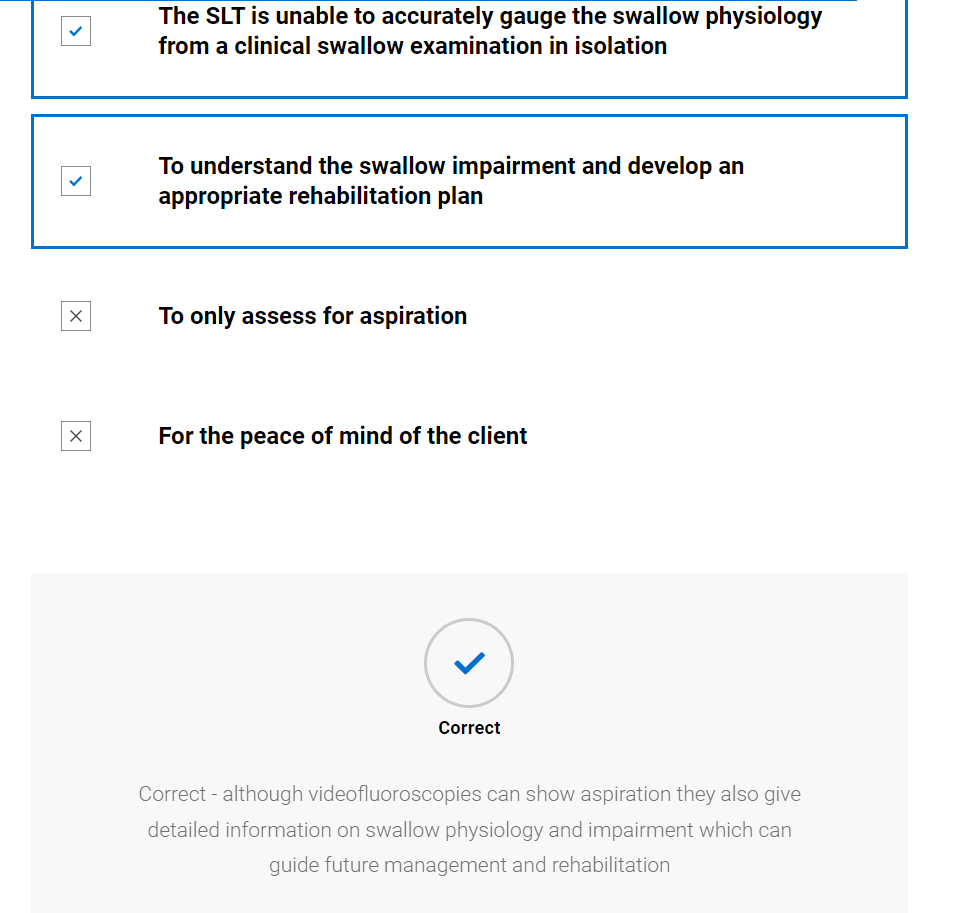 The SLT is unable to accurately gauge the swallow physiology
from a clinical swallow examination in isolation
To understand the swallow impairment and develop an
appropriate rehabilitation plan
To only assess for aspiration
For the peace of mind of the client
Correct
Correct - although videofluoroscopies can show aspiration they also give
detailed information on swallow physiology and impairment which can
guide future management and rehabilitation